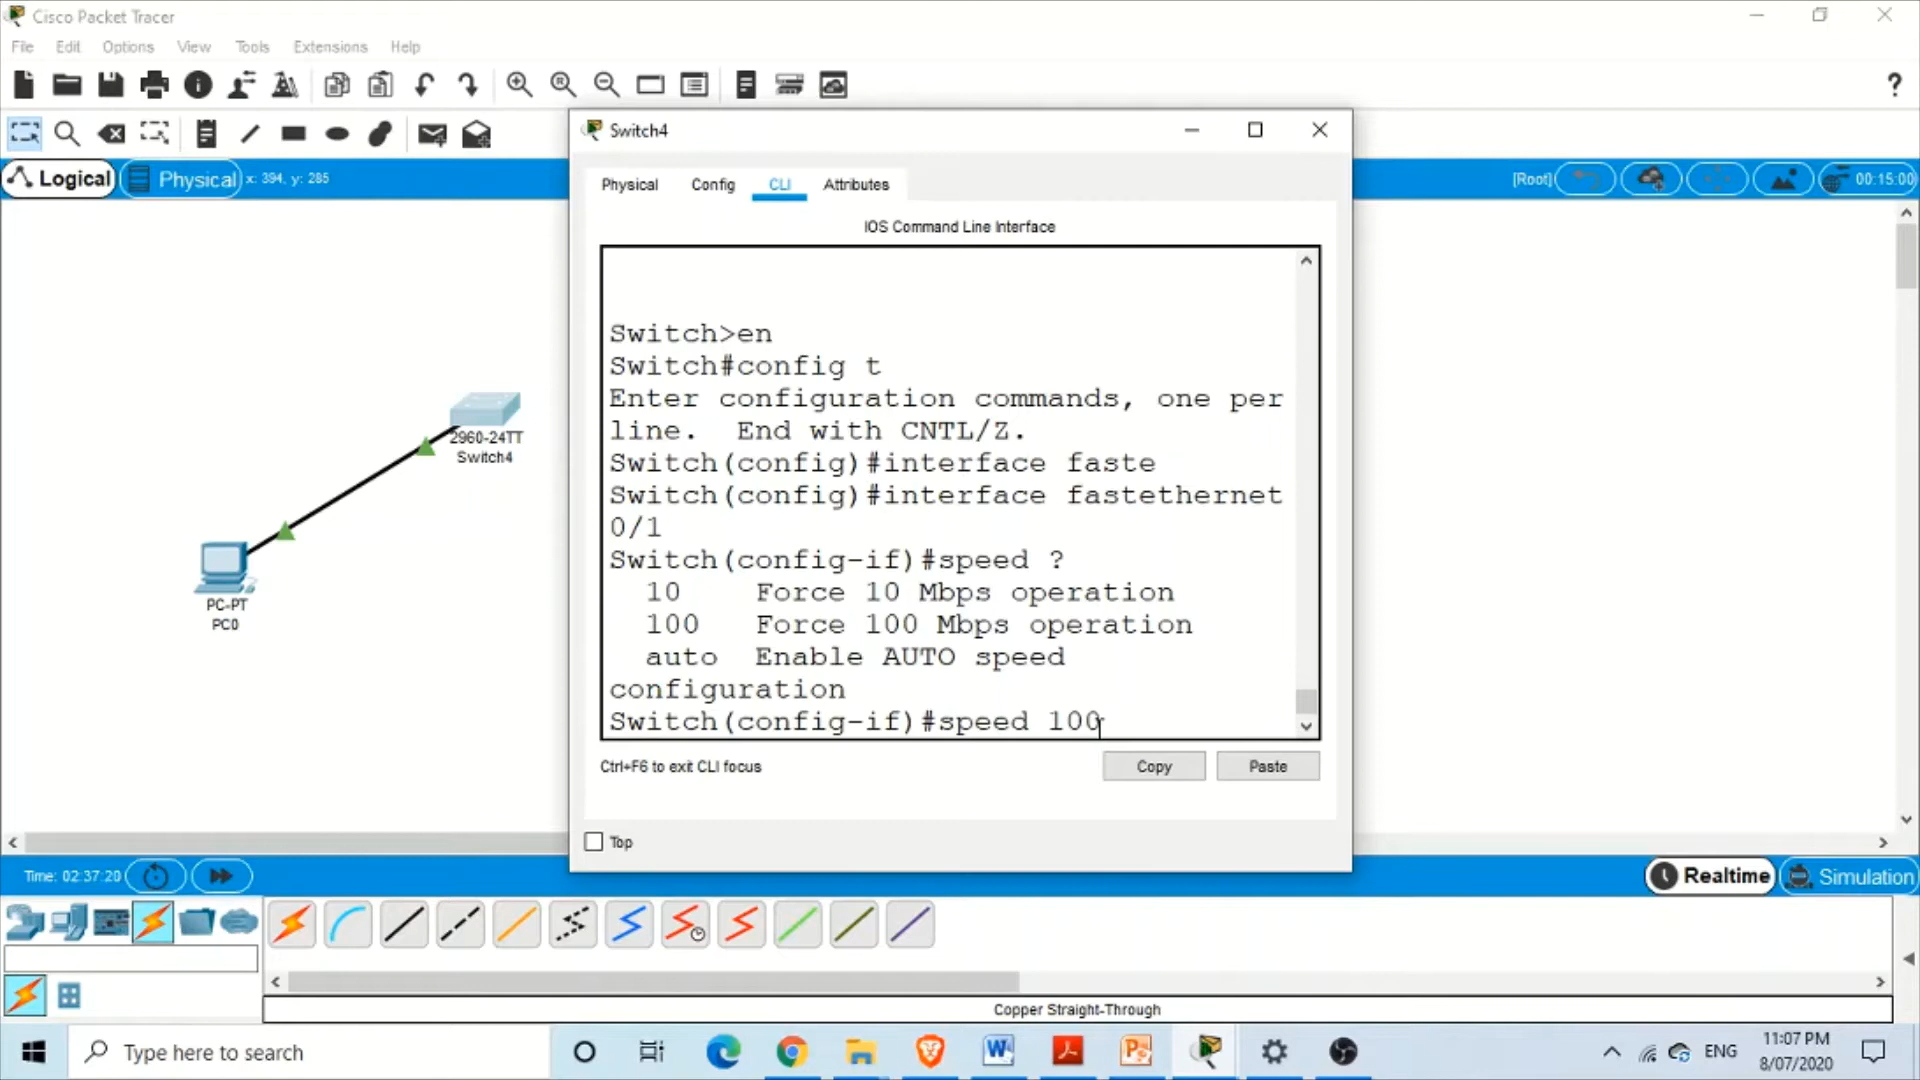 Cisco Packet Tracer
File Edit Options View Tools Extensions Help
?
Logical Physical x: 394, y: 285 [Root] 00:15:00
Switch4
Physical Config CLI Attributes
IOS Command Line Interface
Switch>en
Switch#config t
Enter configuration commands, one per
line.  End with CNTL/Z.
Switch(config)#interface faste
Switch(config)#interface fastethernet
0/1
Switch(config-if)#speed ?
  10    Force 10 Mbps operation
  100   Force 100 Mbps operation
  auto  Enable AUTO speed
configuration
Switch(config-if)#speed 100
Ctrl+F6 to exit CLI focus
Copy Paste
Top
2960-24TT
Switch4
PC-PT
PC0
Time: 02:37:20 Realtime Simulation
Copper Straight-Through
Type here to search
ENG
11:07 PM
8/07/2020